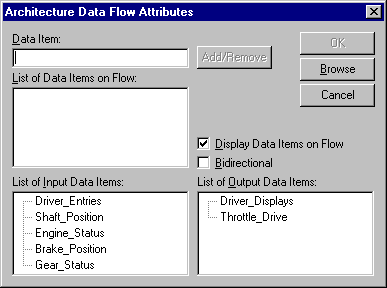 Architecture Data Flow Attributes
Data Item:
Add/Remove
OK
Browse
Cancel
List of Data Items on Flow:
Display Data Items on Flow
Bidirectional
List of Input Data Items:
Driver_Entries
Shaft_Position
Engine_Status
Brake_Position
Gear_Status
List of Output Data Items:
Driver_Displays
Throttle_Drive